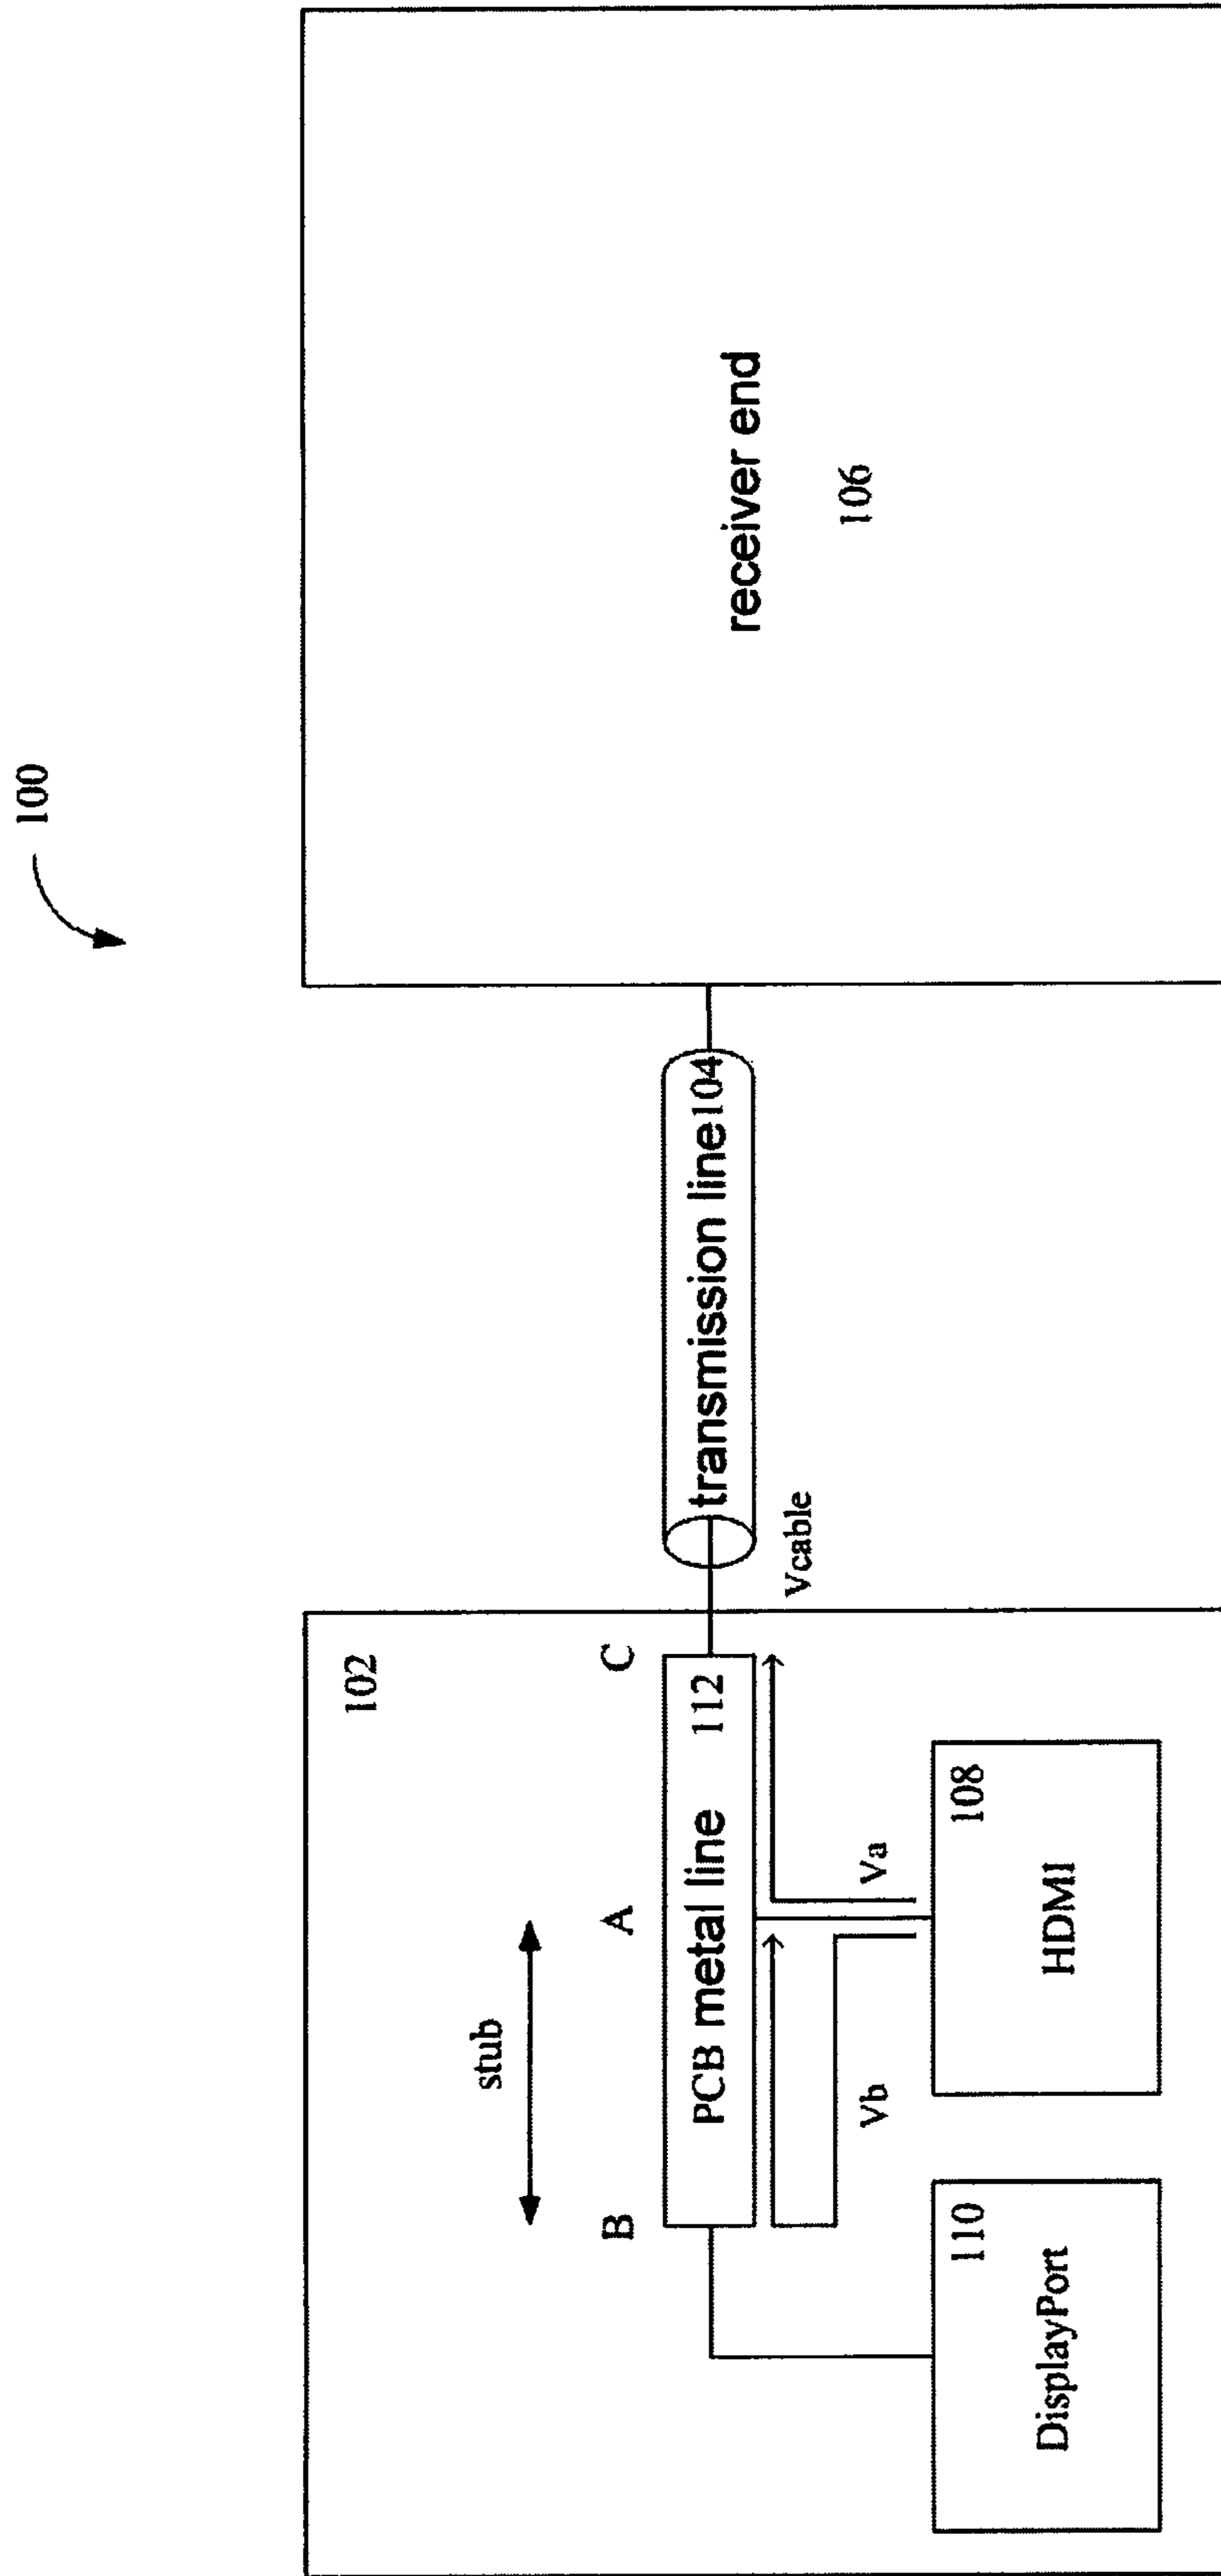 100
102
stub
B
A
C
PCB metal line 112
Vb
Va
Vcable
DisplayPort
110
HDMI
108
transmission line104
receiver end
106